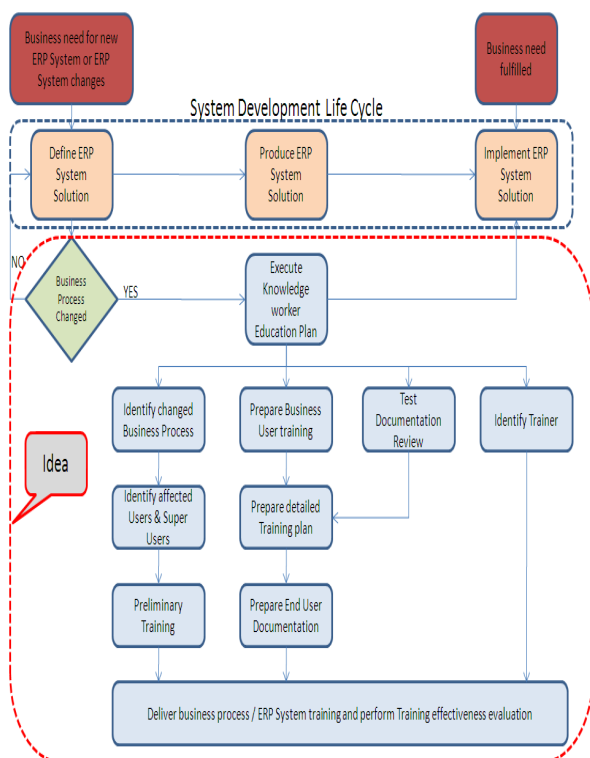 Business need for new
ERP System or ERP
System changes
Business need
fulfilled
System Development Life Cycle
Define ERP
System
Solution
Produce ERP
System
Solution
Implement ERP
System
Solution
NO
Business
Process
Changed
YES
Execute
Knowledge
worker
Education Plan
Identify changed
Business Process
Prepare Business
User training
Test
Documentation
Review
Identify Trainer
Idea
Identify affected
Users & Super
Users
Prepare detailed
Training plan
Preliminary
Training
Prepare End User
Documentation
Deliver business process / ERP System training and perform Training effectiveness evaluation